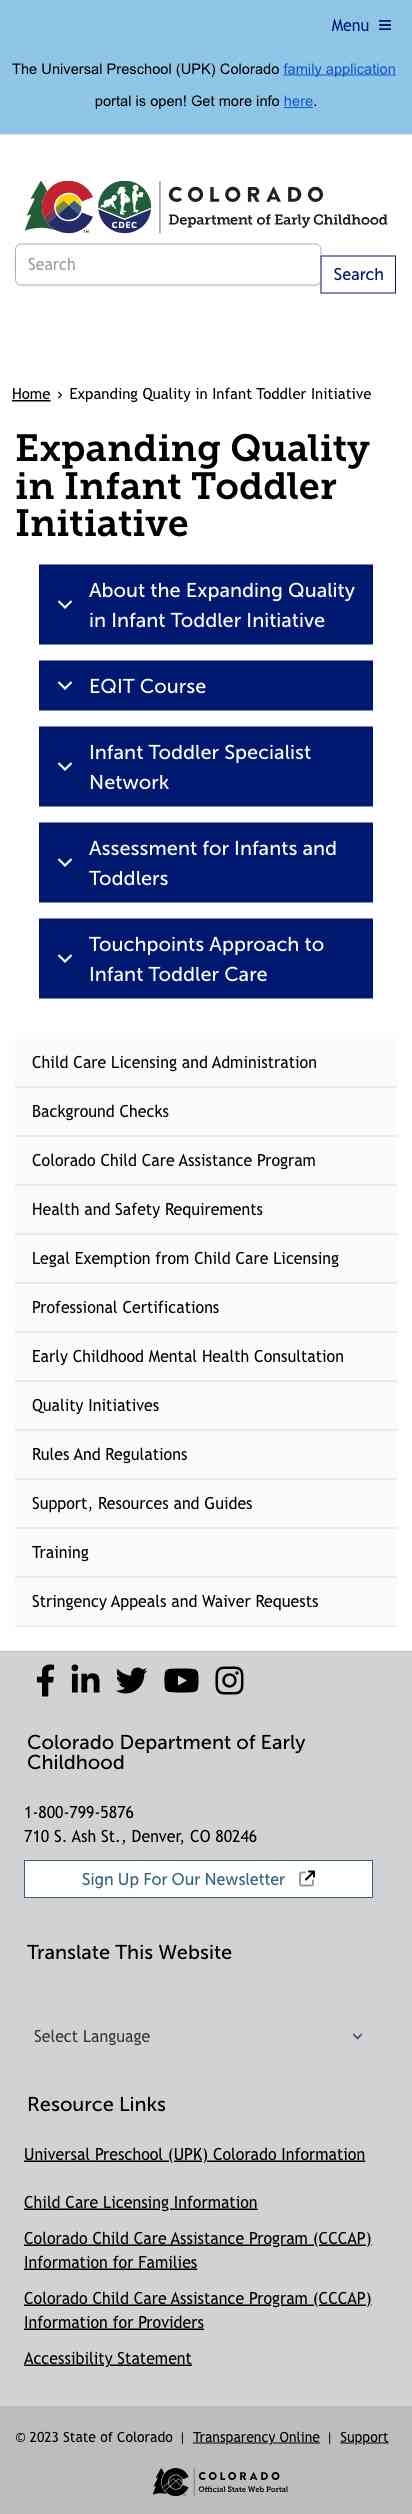 Menu
The Universal Preschool (UPK) Colorado family application
portal is open! Get more info here.
CDEC
COLORADO
Department of Early Childhood
Search
Search
Home › Expanding Quality in Infant Toddler Initiative
Expanding Quality
in Infant Toddler
Initiative
About the Expanding Quality
in Infant Toddler Initiative
EQIT Course
Infant Toddler Specialist
Network
Assessment for Infants and
Toddlers
Touchpoints Approach to
Infant Toddler Care
Child Care Licensing and Administration
Background Checks
Colorado Child Care Assistance Program
Health and Safety Requirements
Legal Exemption from Child Care Licensing
Professional Certifications
Early Childhood Mental Health Consultation
Quality Initiatives
Rules And Regulations
Support, Resources and Guides
Training
Stringency Appeals and Waiver Requests
Colorado Department of Early
Childhood
1-800-799-5876
710 S. Ash St., Denver, CO 80246
Sign Up For Our Newsletter
Translate This Website
Select Language
Resource Links
Universal Preschool (UPK) Colorado Information
Child Care Licensing Information
Colorado Child Care Assistance Program (CCCAP)
Information for Families
Colorado Child Care Assistance Program (CCCAP)
Information for Providers
Accessibility Statement
© 2023 State of Colorado | Transparency Online | Support
COLORADO
Official State Web Portal